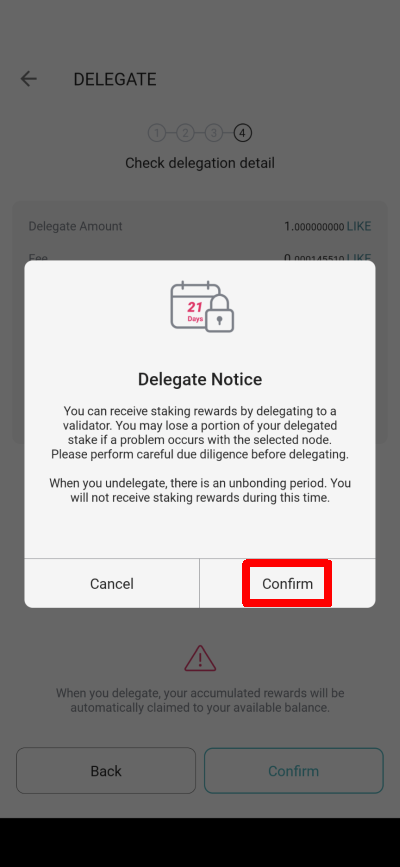 DELEGATE
1 2 3 4
Check delegation detail
Delegate Amount 1.000000000 LIKE
Fee 0.000145510 LIKE
21
Days
Delegate Notice
You can receive staking rewards by delegating to a
validator. You may lose a portion of your delegated
stake if a problem occurs with the selected node.
Please perform careful due diligence before delegating.
When you undelegate, there is an unbonding period. You
will not receive staking rewards during this time.
Cancel Confirm
When you delegate, your accumulated rewards will be
automatically claimed to your available balance.
Back Confirm